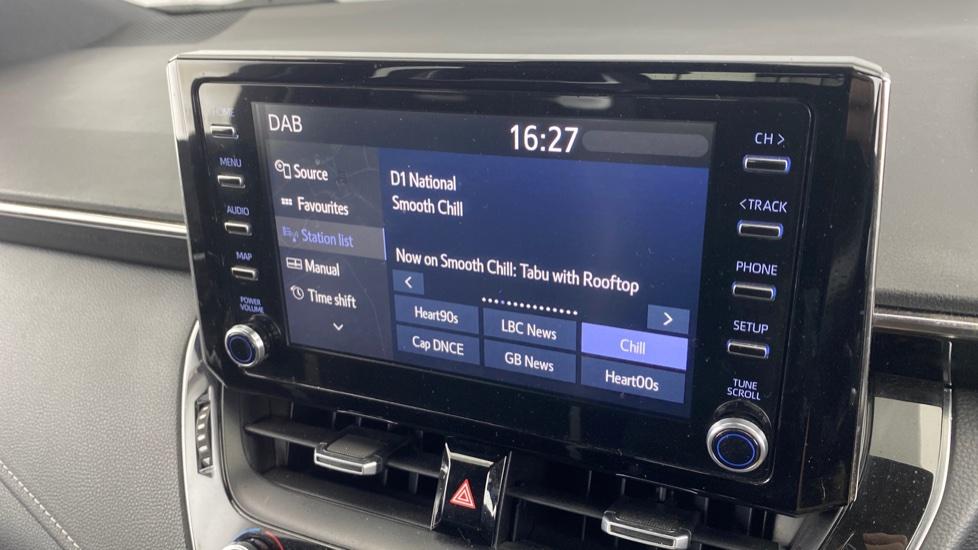 HOME
MENU
AUDIO
MAP
POWER
VOLUME
DAB
16:27
Source
Favourites
Station list
Manual
Time shift
D1 National
Smooth Chill
Now on Smooth Chill: Tabu with Rooftop
<
>
Heart90s
LBC News
Chill
Cap DNCE
GB News
Heart00s
CH >
< TRACK
PHONE
SETUP
TUNE
SCROLL